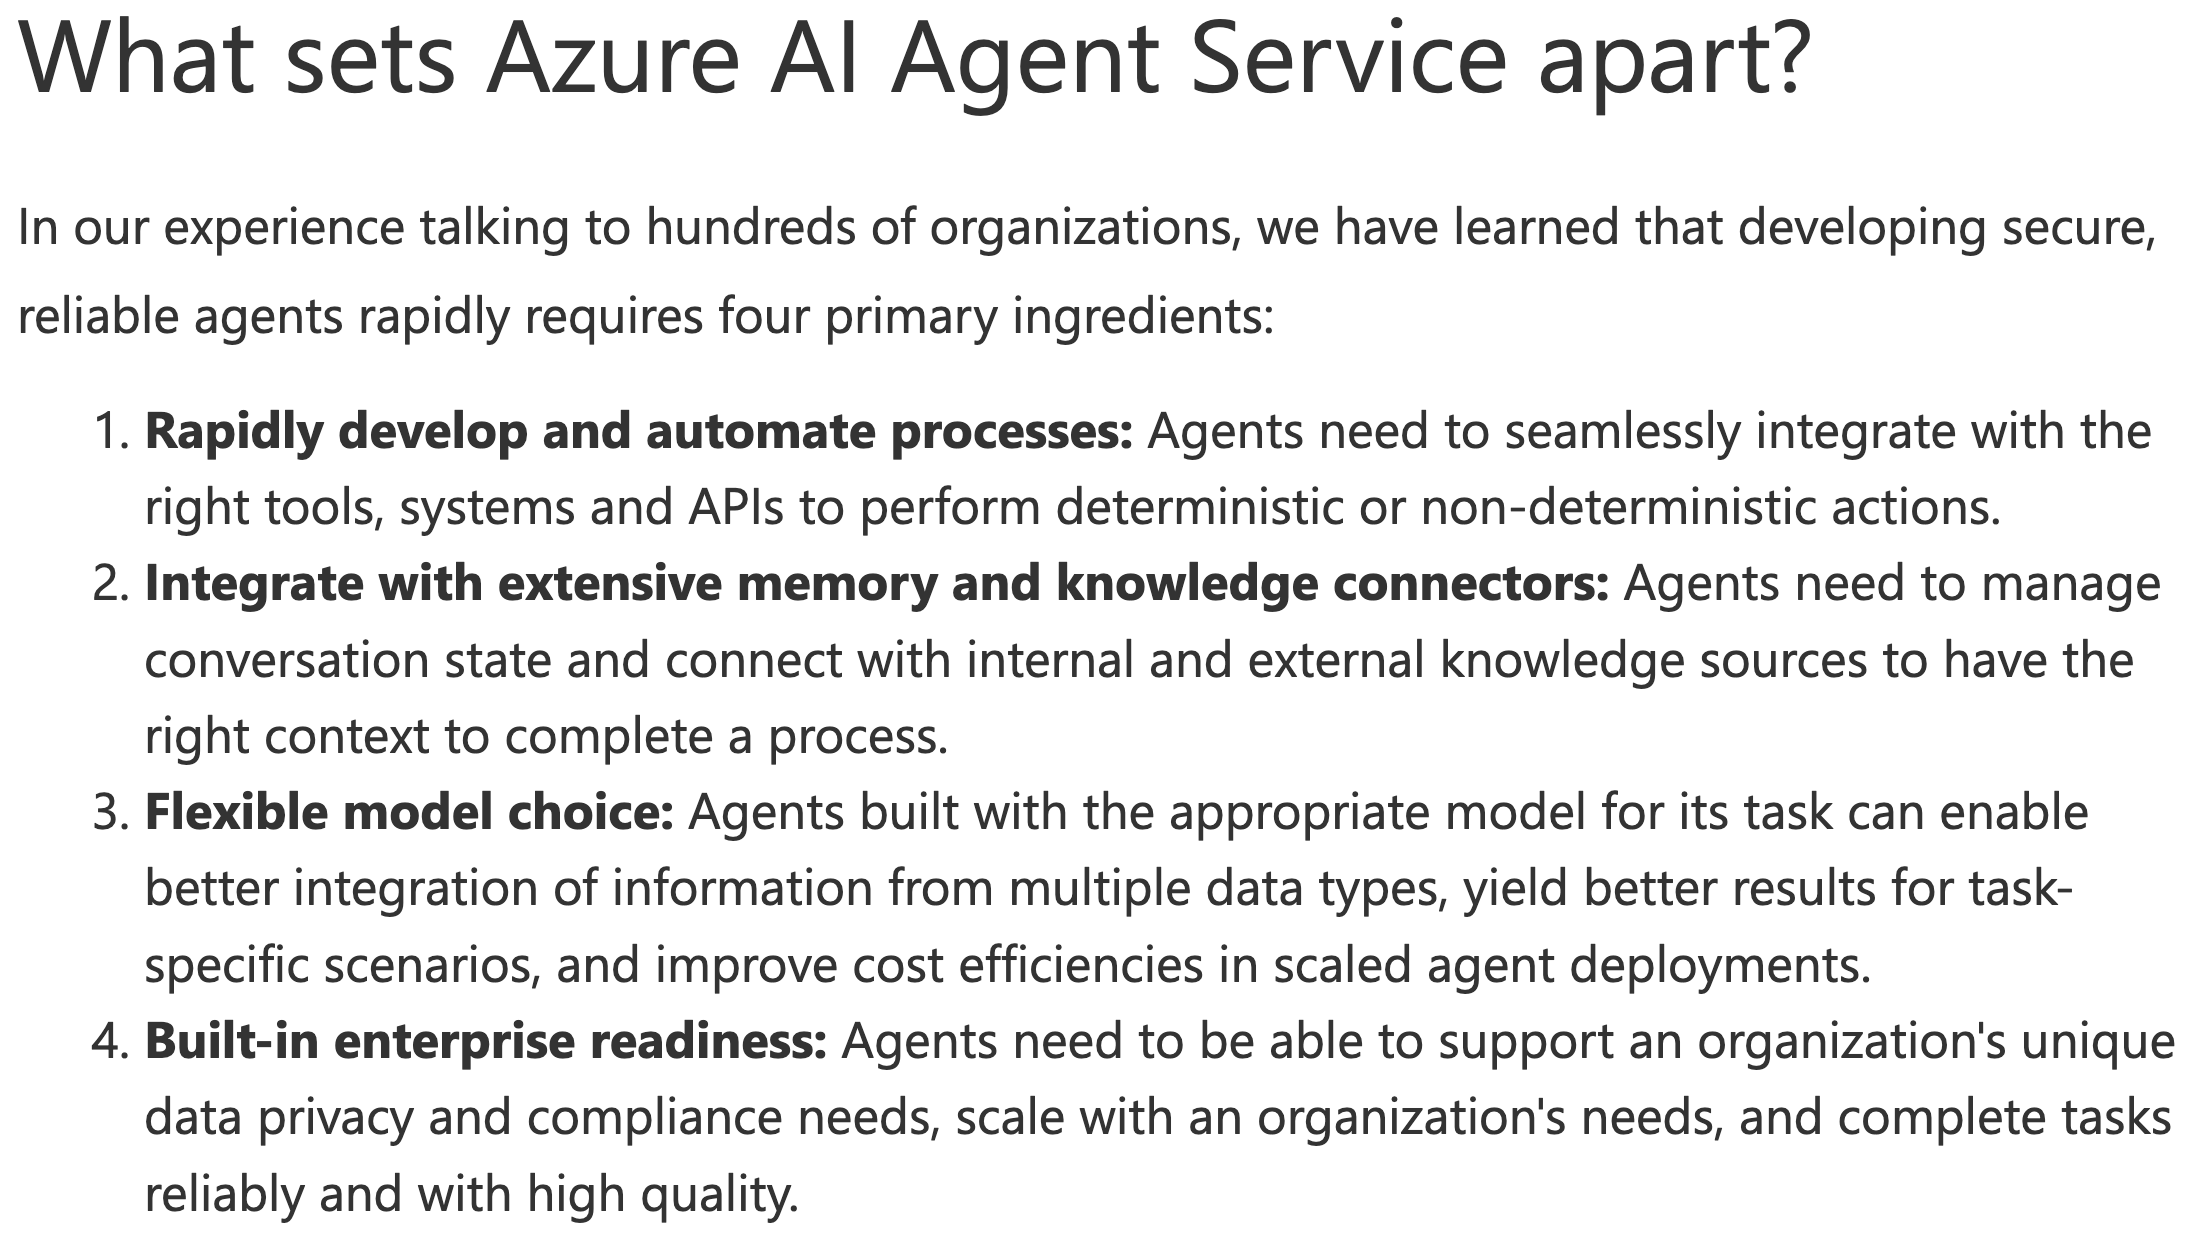 What sets Azure AI Agent Service apart?
In our experience talking to hundreds of organizations, we have learned that developing secure,
reliable agents rapidly requires four primary ingredients:
1. Rapidly develop and automate processes: Agents need to seamlessly integrate with the
right tools, systems and APIs to perform deterministic or non-deterministic actions.
2. Integrate with extensive memory and knowledge connectors: Agents need to manage
conversation state and connect with internal and external knowledge sources to have the
right context to complete a process.
3. Flexible model choice: Agents built with the appropriate model for its task can enable
better integration of information from multiple data types, yield better results for task-
specific scenarios, and improve cost efficiencies in scaled agent deployments.
4. Built-in enterprise readiness: Agents need to be able to support an organization's unique
data privacy and compliance needs, scale with an organization's needs, and complete tasks
reliably and with high quality.